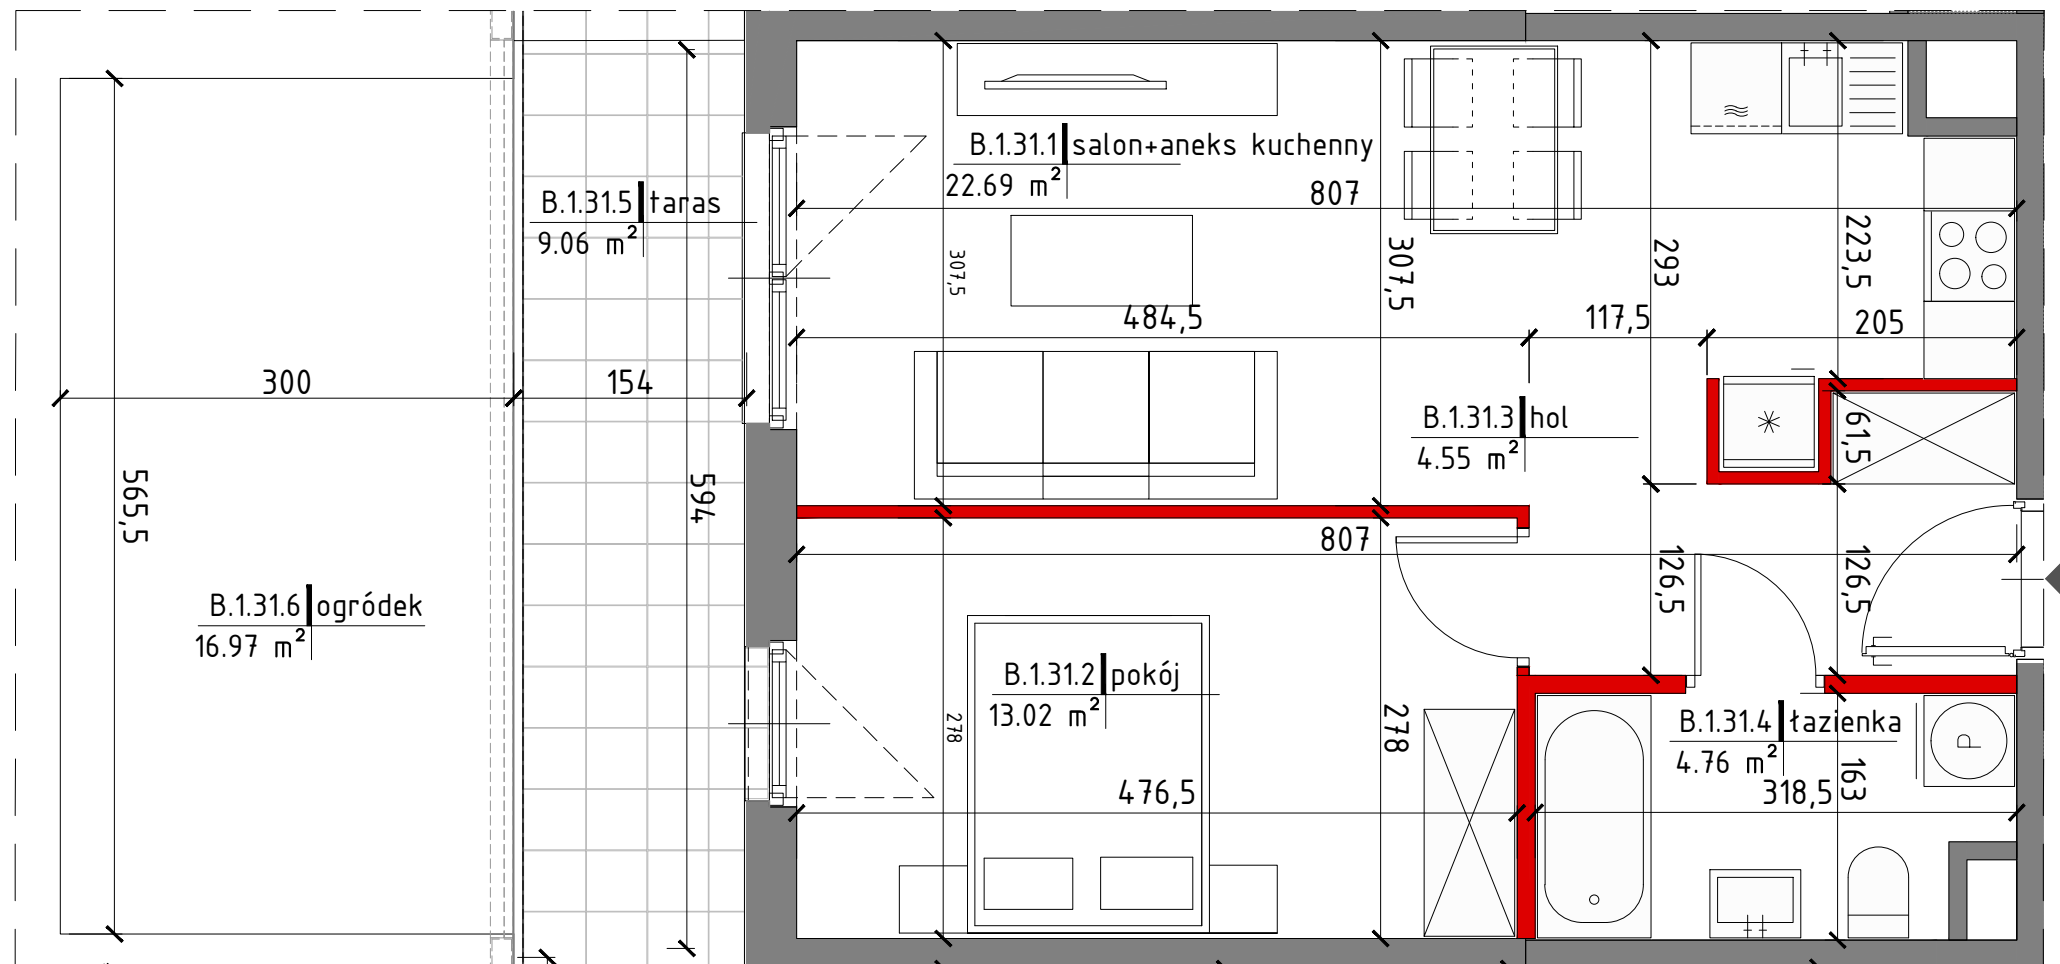 B.1.31.1 salon+aneks kuchenny
22.69 m²
B.1.31.5 taras
9.06 m²
807
307,5
307,5
293
223,5
484,5
117,5
205
300
154
B.1.31.3 hol
4.55 m²
61,5
565,5
594
807
126,5
126,5
B.1.31.6 ogródek
16.97 m²
B.1.31.2 pokój
13.02 m²
278
278
B.1.31.4 łazienka
4.76 m²
P
163
476,5
318,5